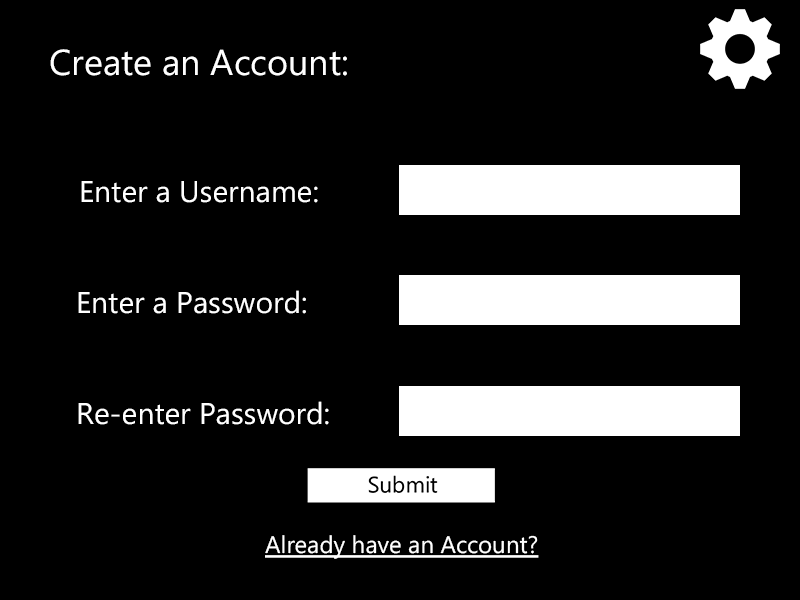 Create an Account:
Enter a Username:
Enter a Password:
Re-enter Password:
Submit
Already have an Account?